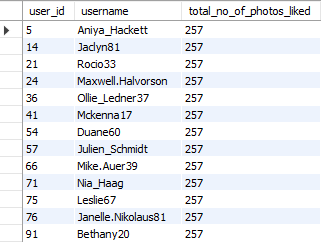 user_id username total_no_of_photos_liked
5 Aniya_Hackett 257
14 Jaclyn81 257
21 Rocio33 257
24 Maxwell.Halvorson 257
36 Ollie_Ledner37 257
41 Mckenna17 257
54 Duane60 257
57 Julien_Schmidt 257
66 Mike.Auer39 257
71 Nia_Haag 257
75 Leslie67 257
76 Janelle.Nikolaus81 257
91 Bethany20 257